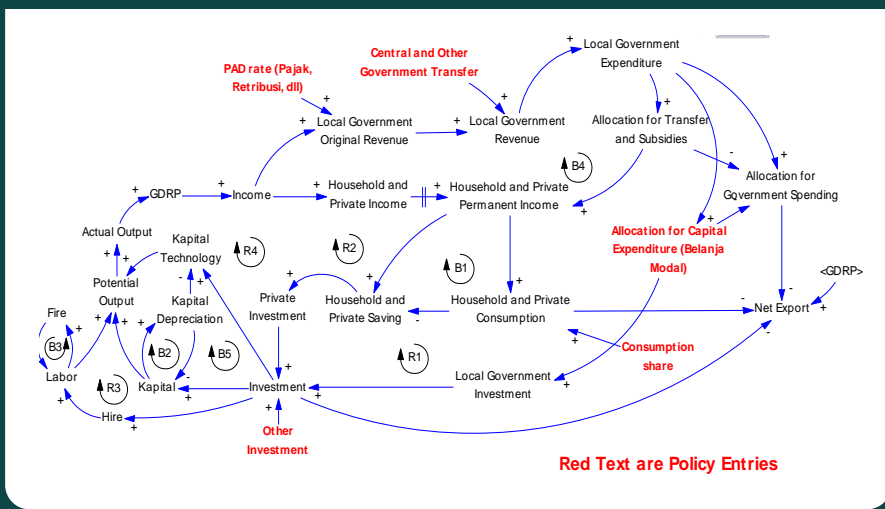 Local Government
Expenditure
Central and Other
Government Transfer
PAD rate (Pajak,
Retribusi, dll)
Local Government
Original Revenue
Local Government
Revenue
Allocation for Transfer
and Subsidies
B4
Allocation for
Government Spending
GDRP
Income
Household and
Private Income
Household and Private
Permanent Income
Actual Output
Kapital
Technology
R4
R2
B1
Allocation for Capital
Expenditure (Belanja
Modal)
<GDRP>
Potential
Output
Kapital
Depreciation
Private
Investment
Household and
Private Saving
Household and Private
Consumption
Net Export
Fire
B3
B2
B5
R1
Consumption
share
Labor
R3
Kapital
Investment
Local Government
Investment
Hire
Other
Investment
Red Text are Policy Entries